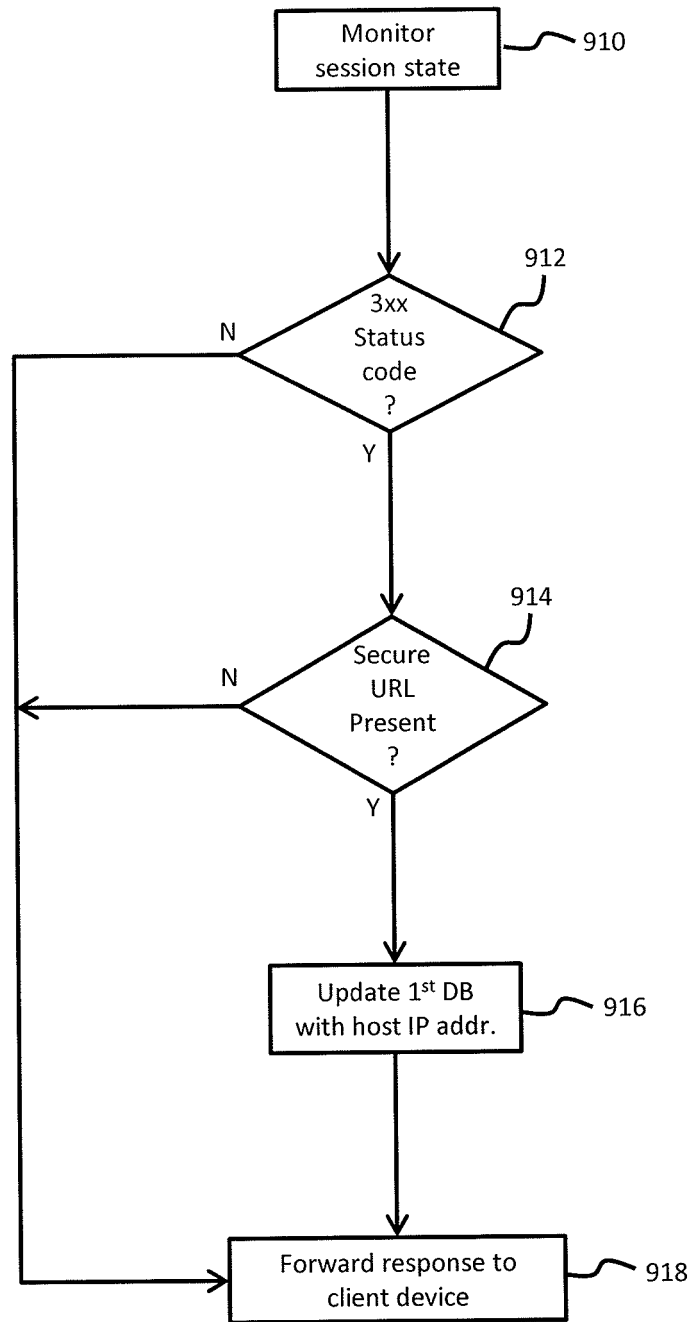 Monitor
session state
910
912
3xx
Status
code
?
N
Y
914
Secure
URL
Present
?
N
Y
Update 1st DB
with host IP addr.
916
Forward response to
client device
918